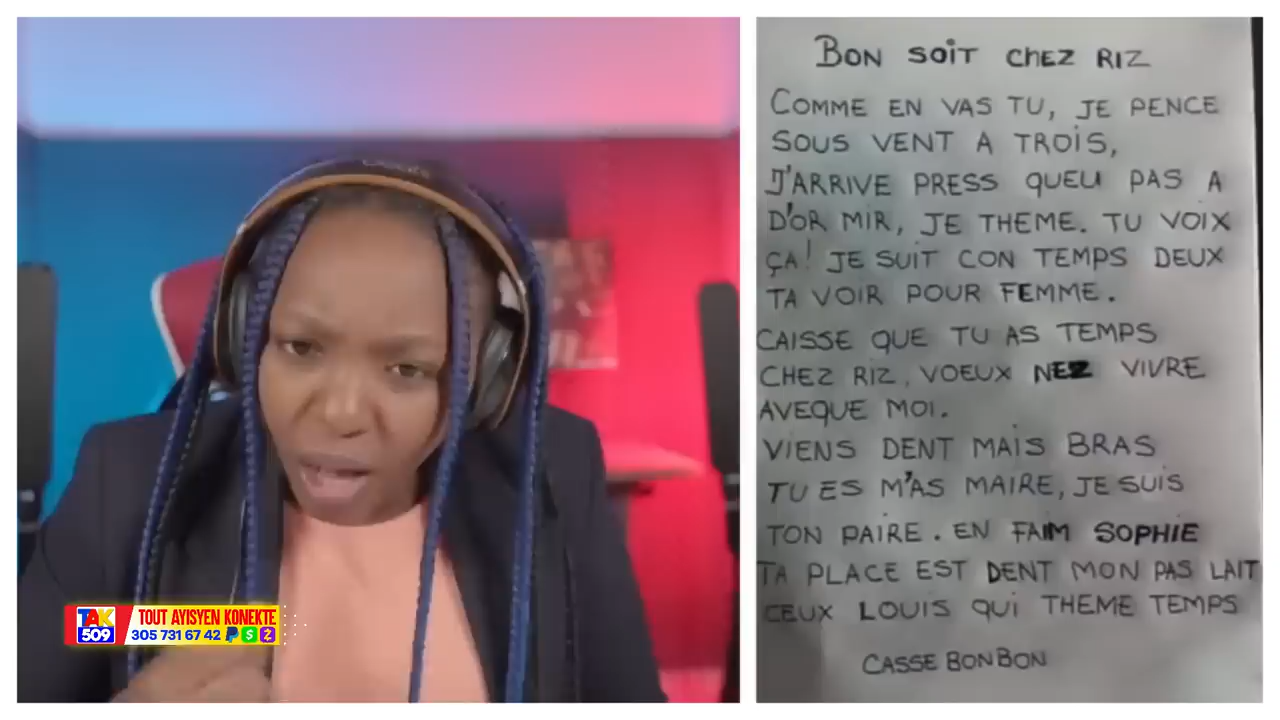 TAK
509
TOUT AYISYEN KONEKTE
305 731 67 42
BON SOIT CHEZ RIZ
COMME EN VAS TU, JE PENCE
SOUS VENT A TROIS,
J'ARRIVE PRESS QUEU PAS A
D'OR MIR, JE THEME. TU VOIX
ÇA! JE SUIT CON TEMPS DEUX
TA VOIR POUR FEMME.
CAISSE QUE TU AS TEMPS
CHEZ RIZ, VOEUX NEZ VIVRE
AVEQUE MOI.
VIENS DENT MAIS BRAS
TU ES M'AS MAIRE, JE SUIS
TON PAIRE. EN FAIM SOPHIE
TA PLACE EST DENT MON PAS LAIT
CEUX LOUIS QUI THEME TEMPS
CASSE BONBON